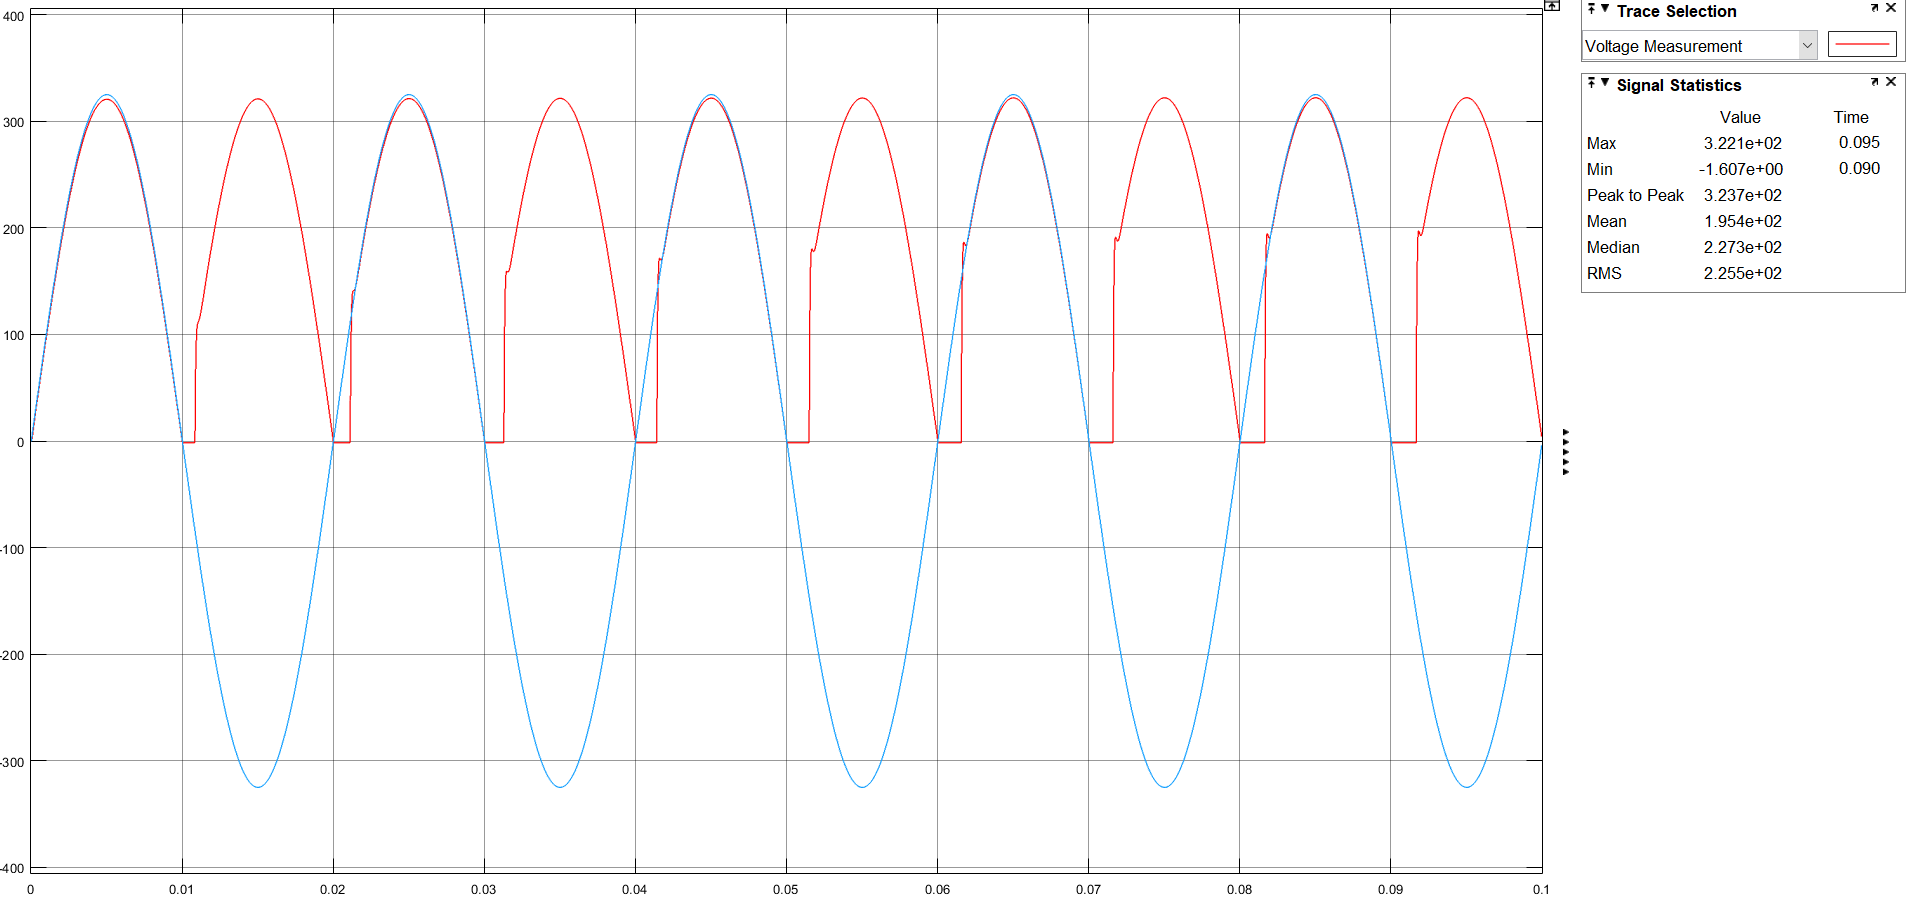 400
300
200
100
0
-100
-200
-300
-400
0 0.01 0.02 0.03 0.04 0.05 0.06 0.07 0.08 0.09 0.1
Trace Selection
Voltage Measurement
Signal Statistics
Value Time
Max 3.221e+02 0.095
Min -1.607e+00 0.090
Peak to Peak 3.237e+02
Mean 1.954e+02
Median 2.273e+02
RMS 2.255e+02